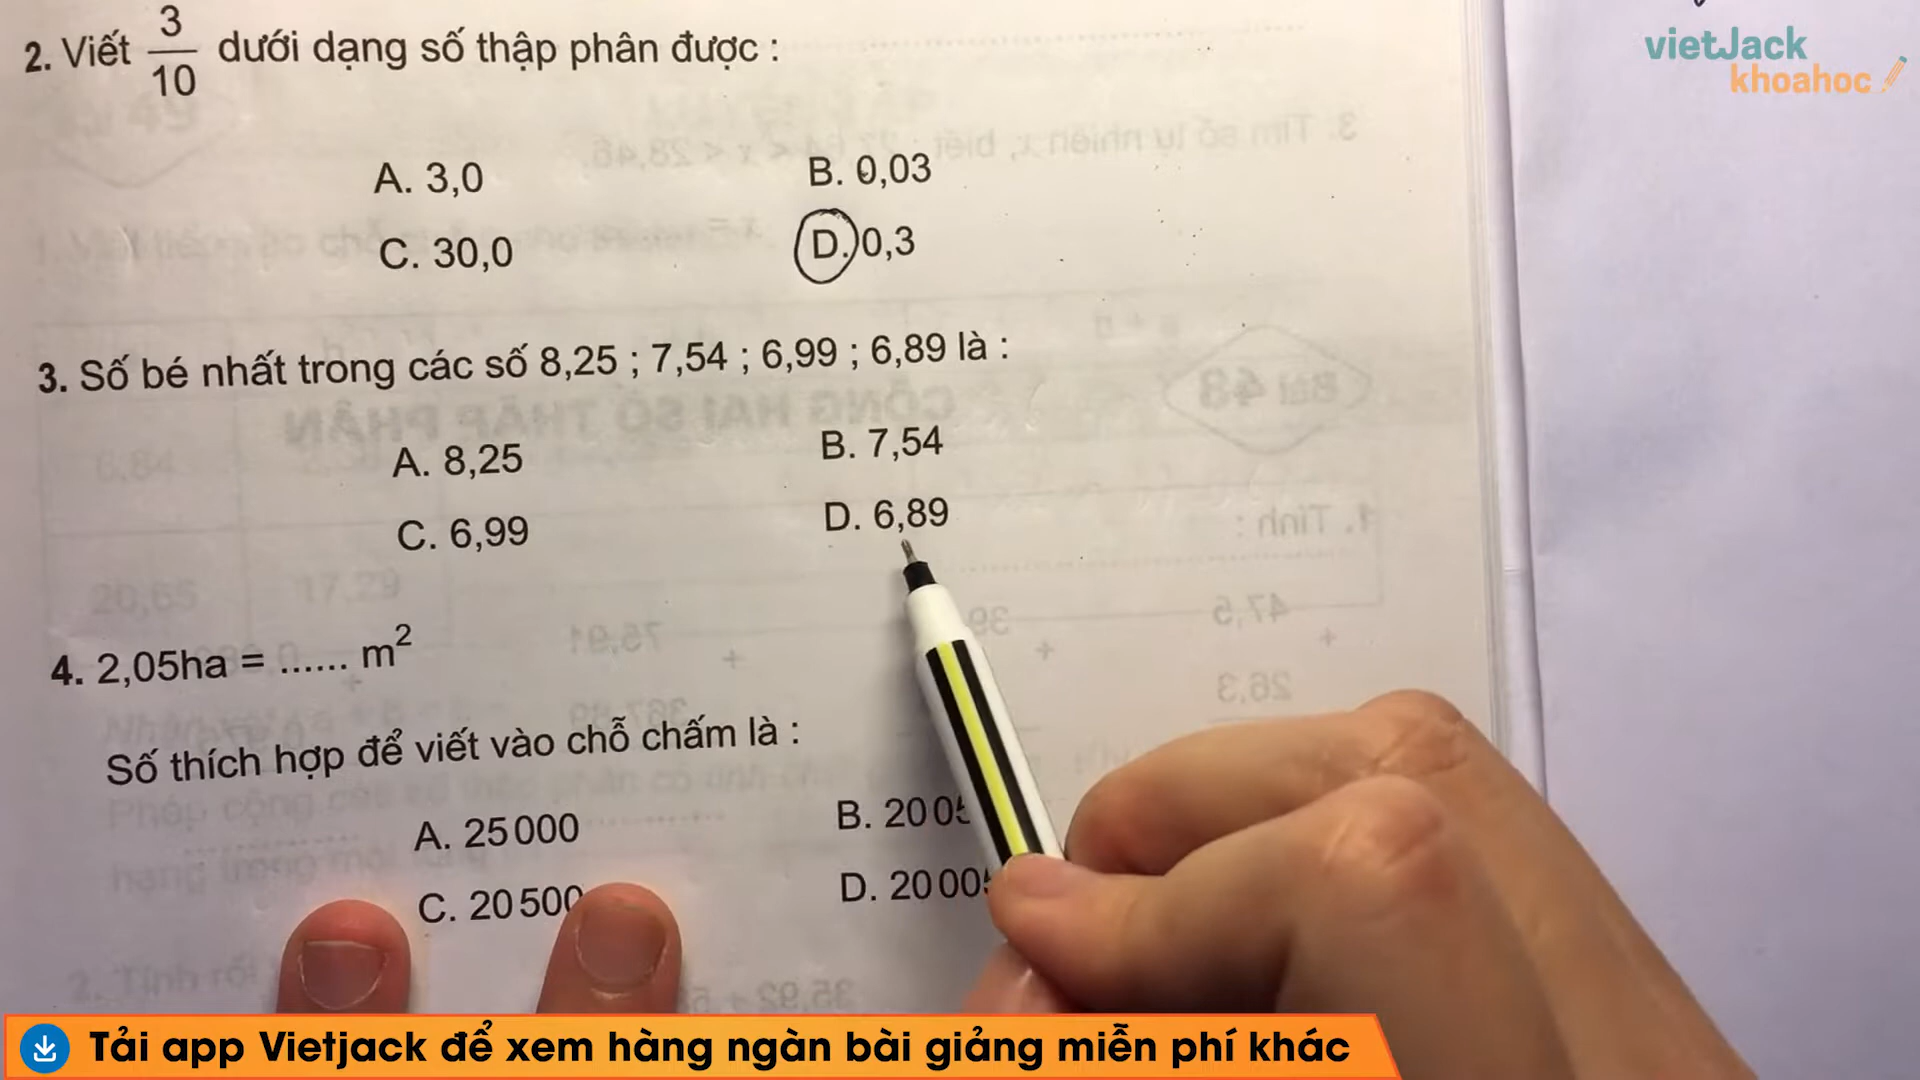 vietJack
khoahoc
2. Viết 3/10 dưới dạng số thập phân được :
A. 3,0 B. 0,03
C. 30,0 D. 0,3
3. Số bé nhất trong các số 8,25 ; 7,54 ; 6,99 ; 6,89 là :
A. 8,25 B. 7,54
C. 6,99 D. 6,89
4. 2,05ha = ...... m²
Số thích hợp để viết vào chỗ chấm là :
A. 25 000 B.
C. D.
Tải app Vietjack để xem hàng ngàn bài giảng miễn phí khác